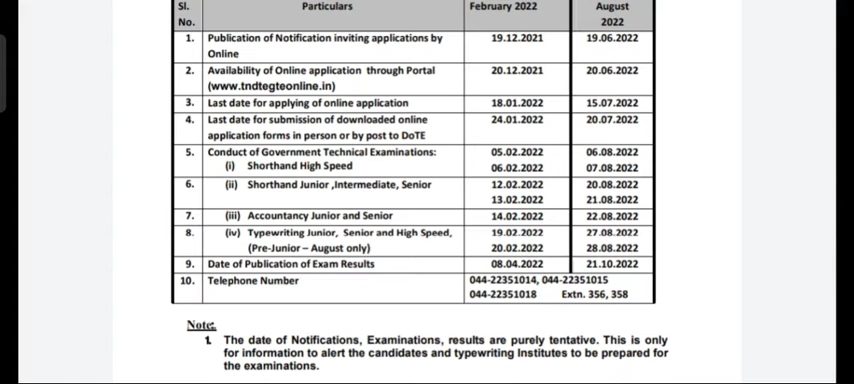 Sl. Particulars February 2022 August
No. 2022
1. Publication of Notification inviting applications by 19.12.2021 19.06.2022
Online
2. Availability of Online application through Portal 20.12.2021 20.06.2022
(www.tndtegteonline.in)
3. Last date for applying of online application 18.01.2022 15.07.2022
4. Last date for submission of downloaded online 24.01.2022 20.07.2022
application forms in person or by post to DoTE
5. Conduct of Government Technical Examinations: 05.02.2022 06.08.2022
(i) Shorthand High Speed 06.02.2022 07.08.2022
6. (ii) Shorthand Junior ,Intermediate, Senior 12.02.2022 20.08.2022
13.02.2022 21.08.2022
7. (iii) Accountancy Junior and Senior 14.02.2022 22.08.2022
8. (iv) Typewriting Junior, Senior and High Speed, 19.02.2022 27.08.2022
(Pre-Junior – August only) 20.02.2022 28.08.2022
9. Date of Publication of Exam Results 08.04.2022 21.10.2022
10. Telephone Number 044-22351014, 044-22351015
044-22351018 Extn. 356, 358
Note:
1. The date of Notifications, Examinations, results are purely tentative. This is only
for information to alert the candidates and typewriting Institutes to be prepared for
the examinations.